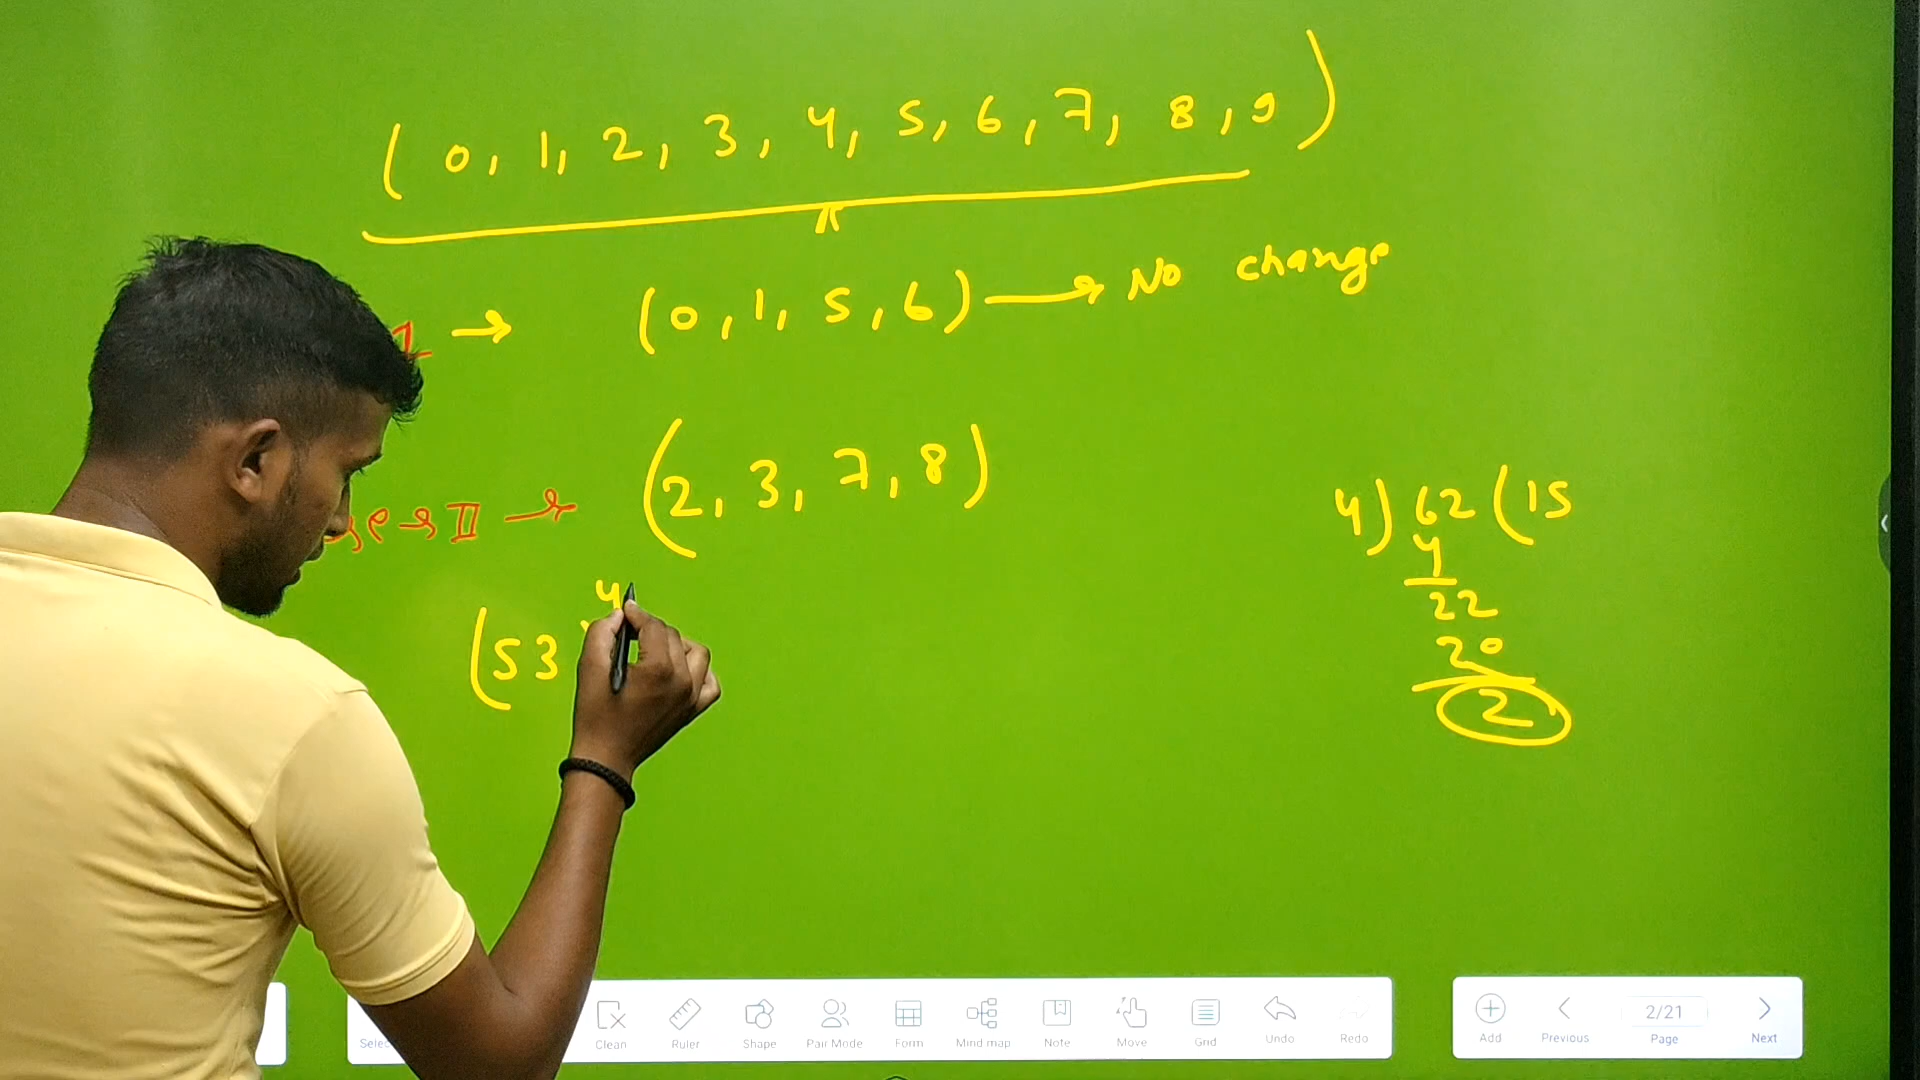 (0, 1, 2, 3, 4, 5, 6, 7, 8, 9)
I → (0, 1, 5, 6) → No change
II → (2, 3, 7, 8)
4) 62 (15
4
22
20
2
(53
4
Clean Ruler Shape Pair Mode Form Mind map Note Move Grid Undo Redo
Add Previous 2/21 Page Next